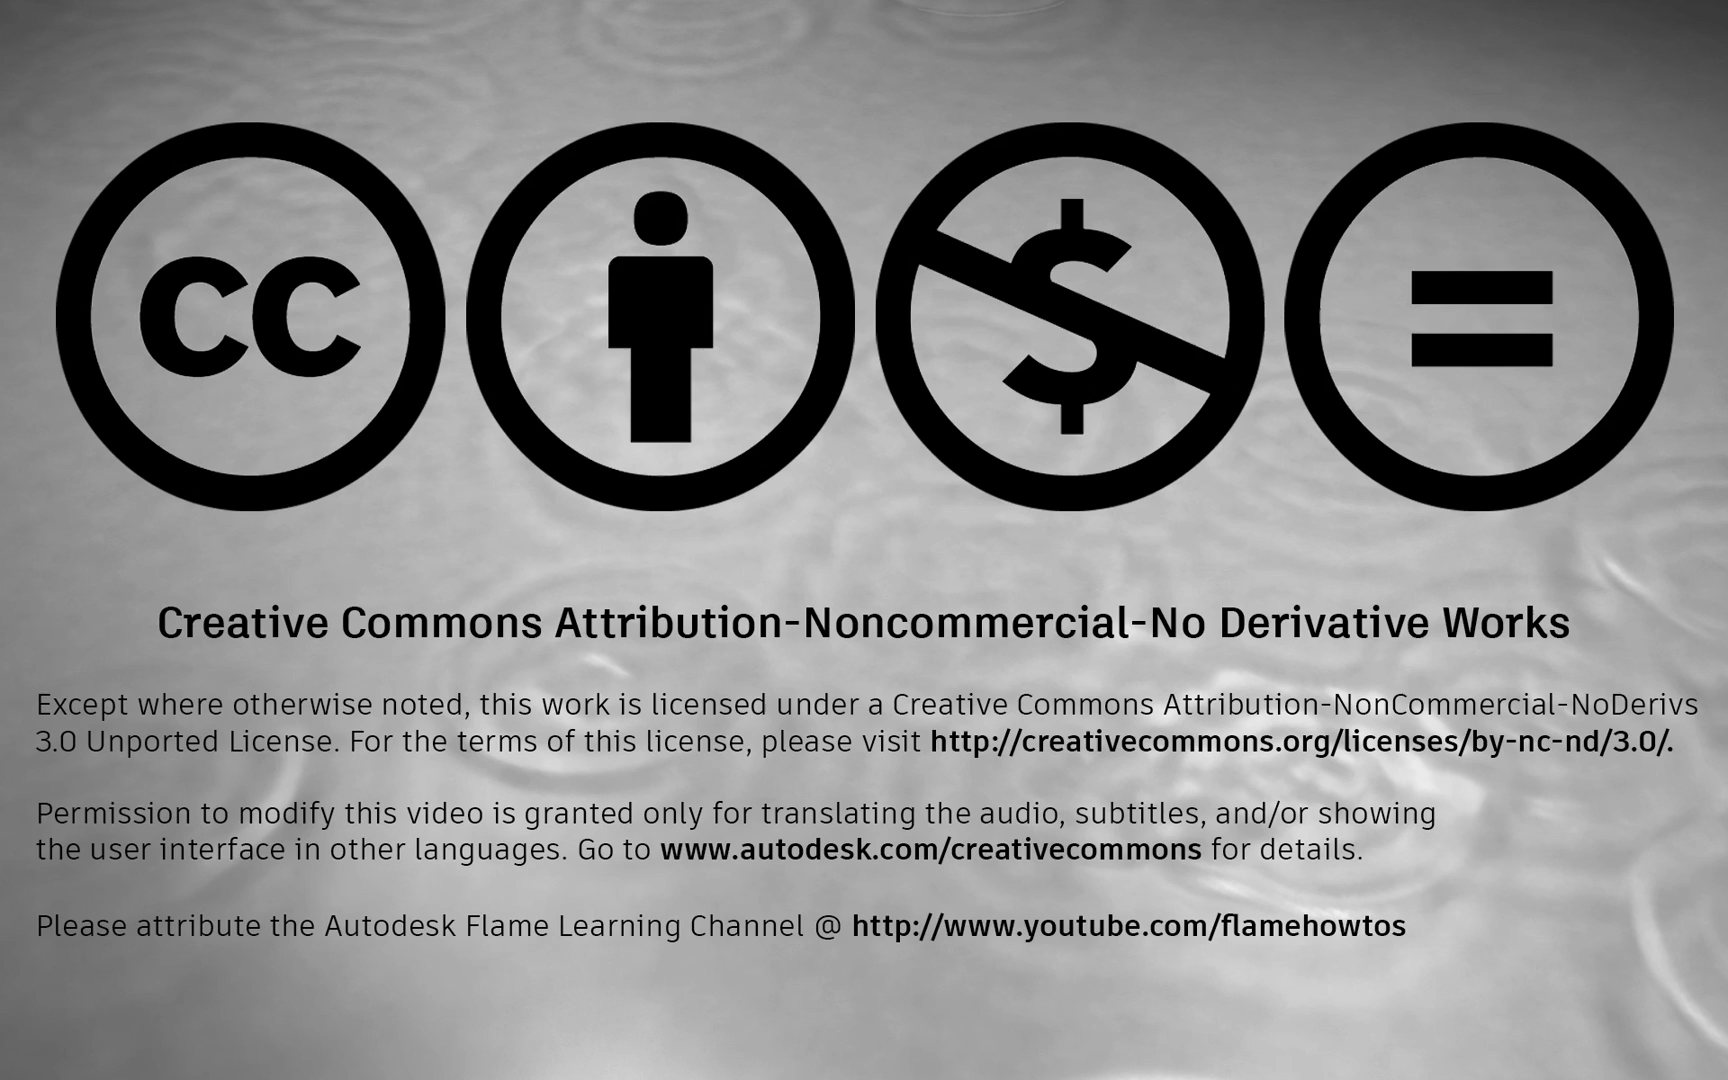 cc $ =
Creative Commons Attribution-Noncommercial-No Derivative Works
Except where otherwise noted, this work is licensed under a Creative Commons Attribution-NonCommercial-NoDerivs
3.0 Unported License. For the terms of this license, please visit http://creativecommons.org/licenses/by-nc-nd/3.0/.
Permission to modify this video is granted only for translating the audio, subtitles, and/or showing
the user interface in other languages. Go to www.autodesk.com/creativecommons for details.
Please attribute the Autodesk Flame Learning Channel @ http://www.youtube.com/flamehowtos